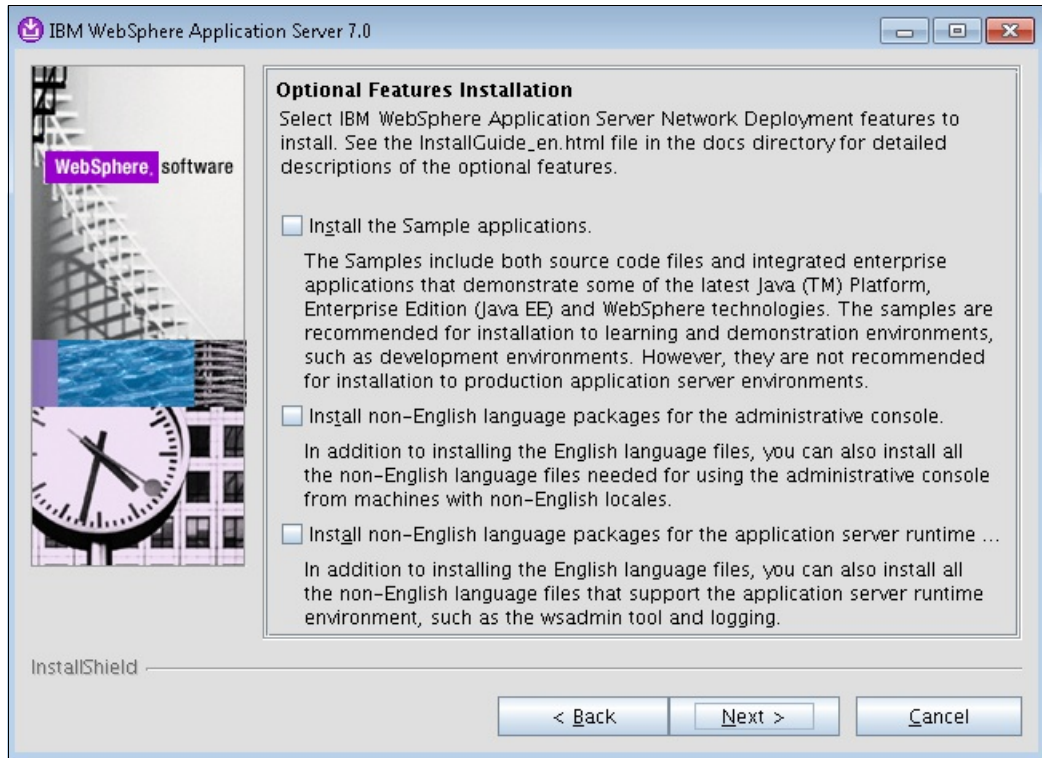 IBM WebSphere Application Server 7.0
WebSphere. software
Optional Features Installation
Select IBM WebSphere Application Server Network Deployment features to
install. See the InstallGuide_en.html file in the docs directory for detailed
descriptions of the optional features.
Install the Sample applications.
The Samples include both source code files and integrated enterprise
applications that demonstrate some of the latest Java (TM) Platform,
Enterprise Edition (Java EE) and WebSphere technologies. The samples are
recommended for installation to learning and demonstration environments,
such as development environments. However, they are not recommended
for installation to production application server environments.
Install non-English language packages for the administrative console.
In addition to installing the English language files, you can also install all
the non-English language files needed for using the administrative console
from machines with non-English locales.
Install non-English language packages for the application server runtime ...
In addition to installing the English language files, you can also install all
the non-English language files that support the application server runtime
environment, such as the wsadmin tool and logging.
InstallShield
< Back
Next >
Cancel